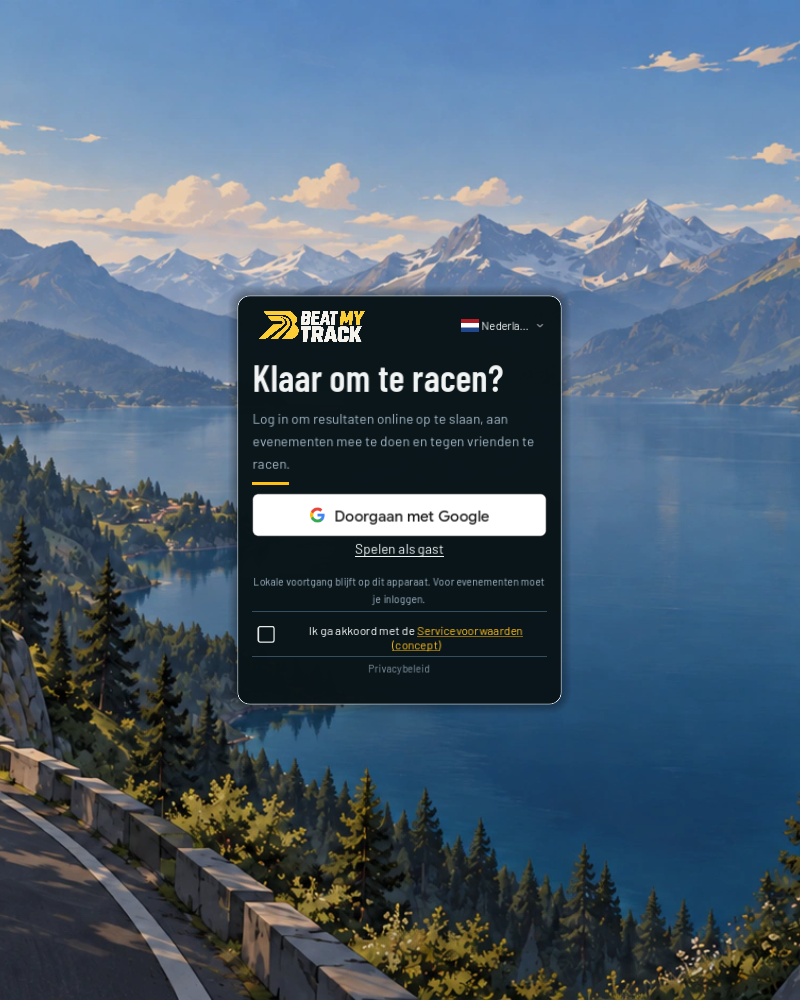 BEAT MY
TRACK
Nederla...
Klaar om te racen?
Log in om resultaten online op te slaan, aan
evenementen mee te doen en tegen vrienden te
racen.
Doorgaan met Google
Spelen als gast
Lokale voortgang blijft op dit apparaat. Voor evenementen moet
je inloggen.
Ik ga akkoord met de Servicevoorwaarden
(concept)
Privacybeleid